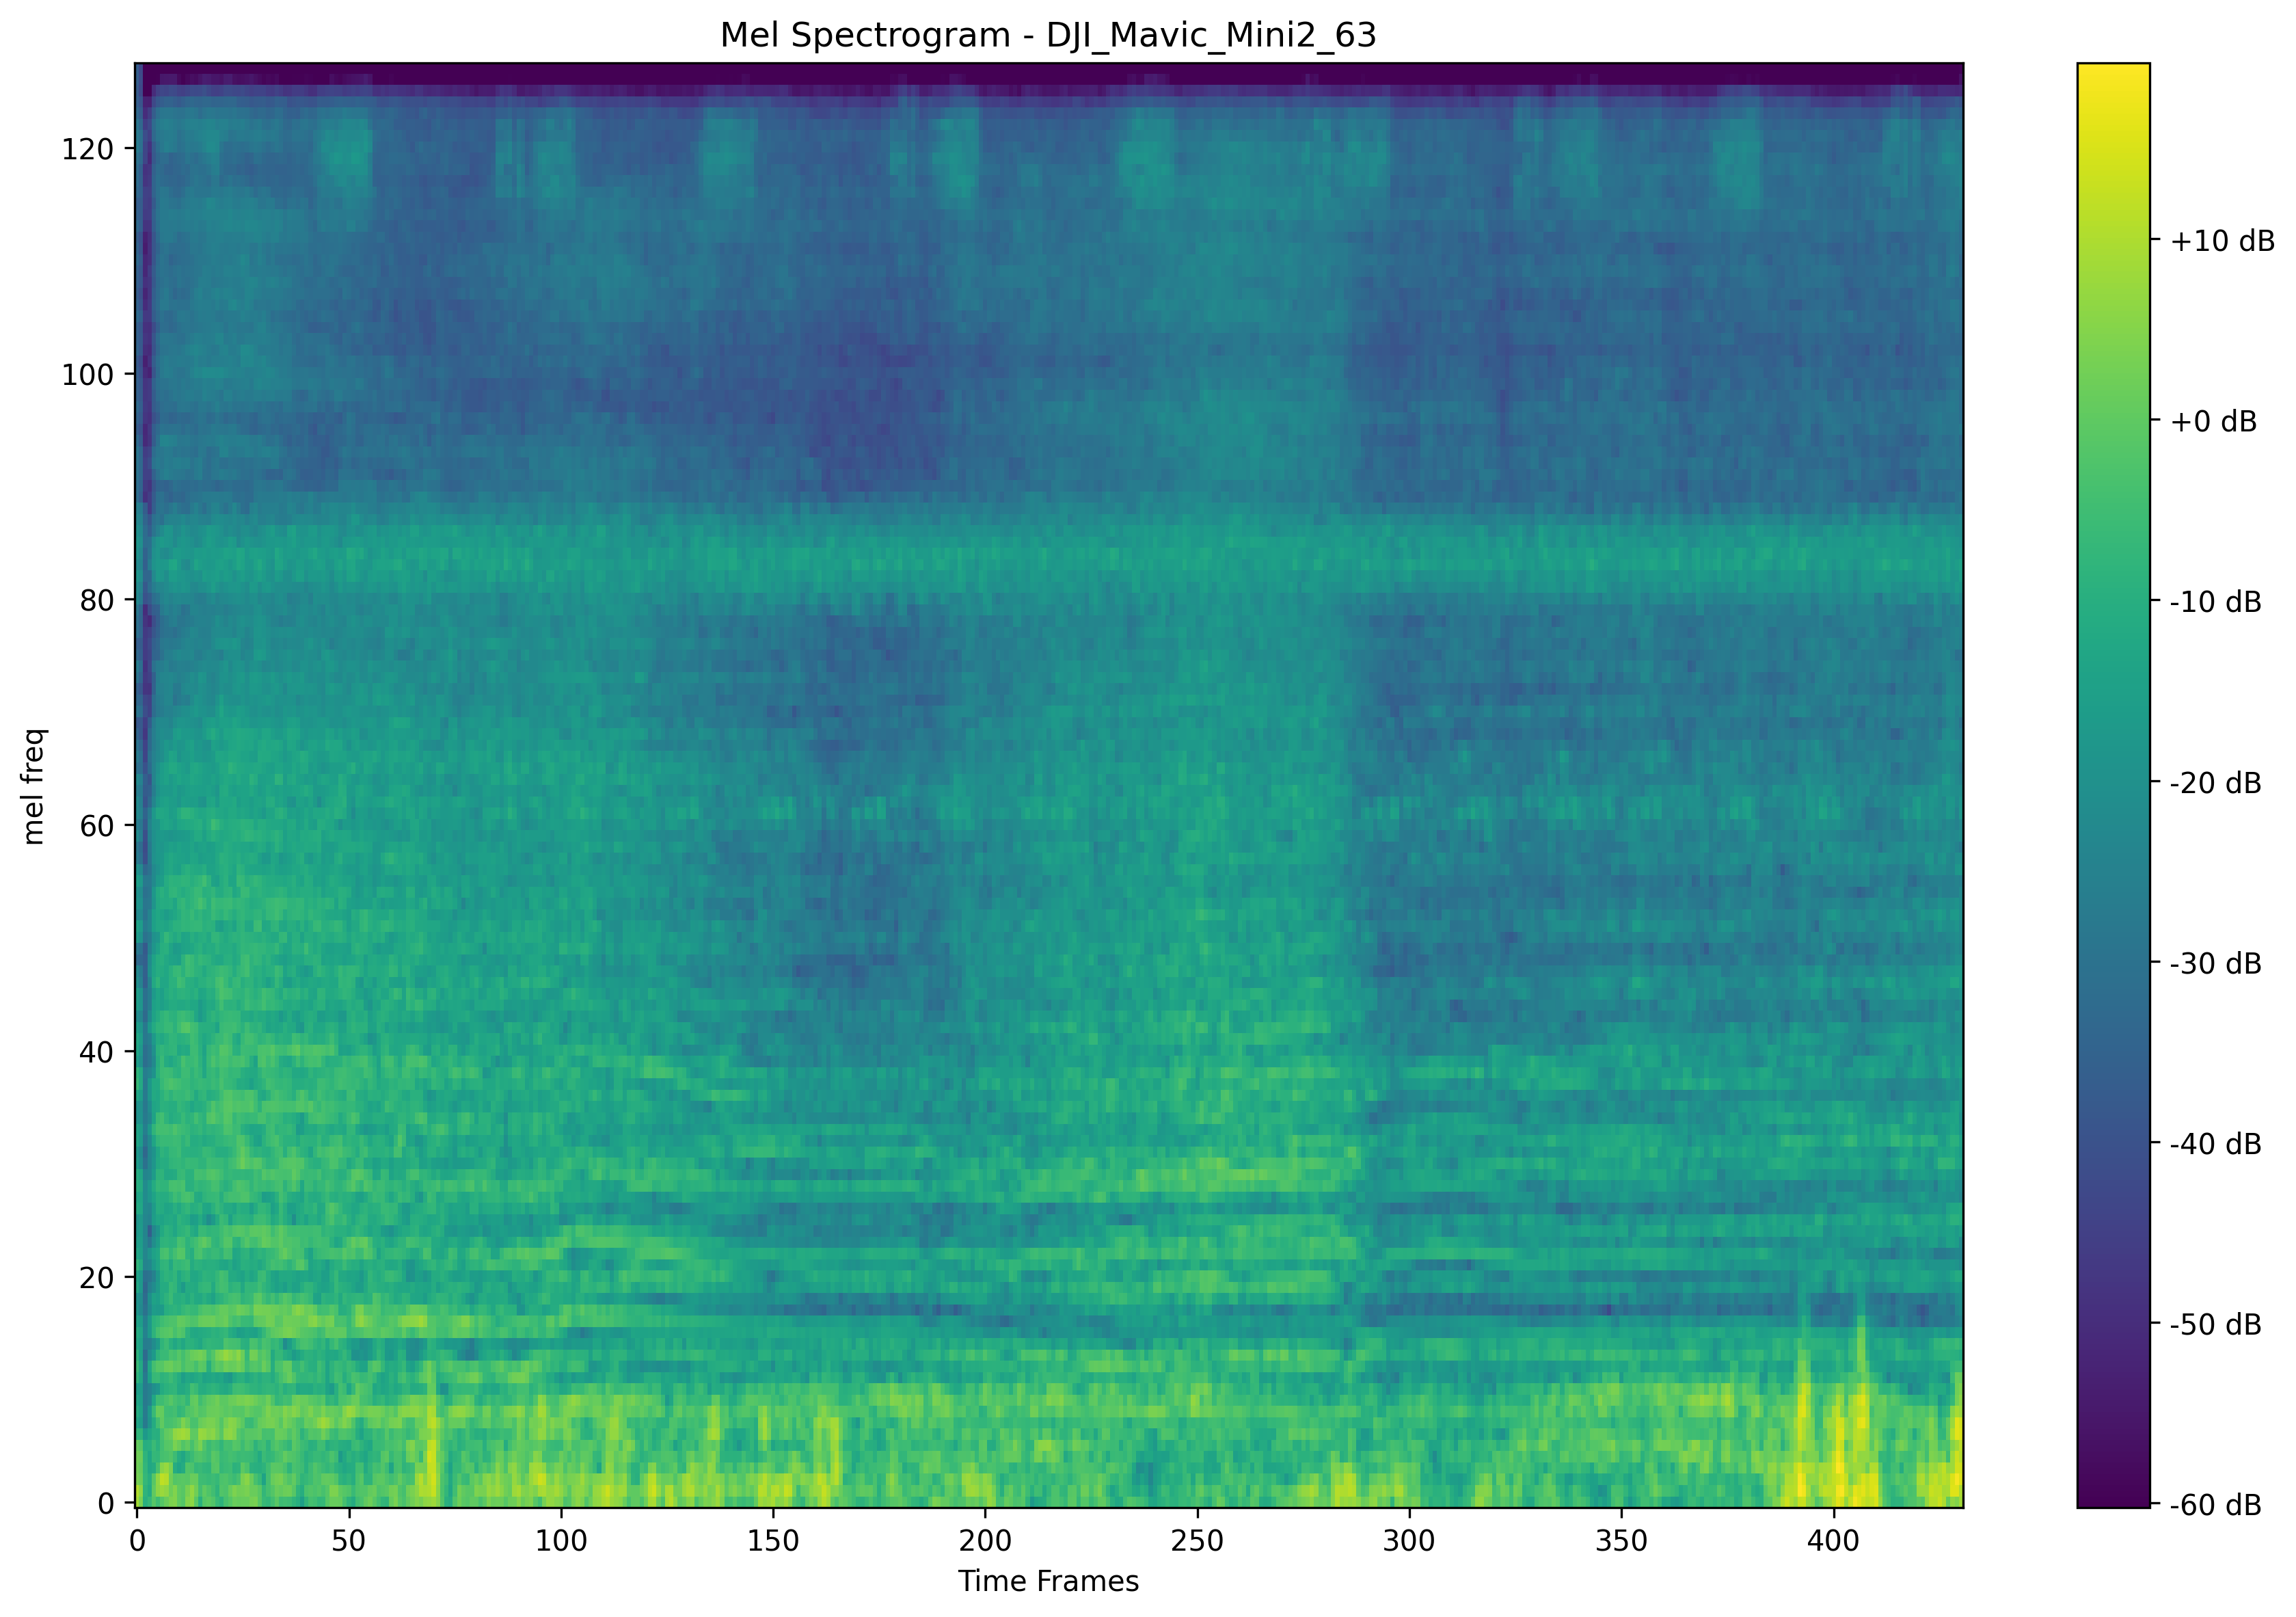 Mel Spectrogram - DJI_Mavic_Mini2_63
mel freq
120
100
80
60
40
20
0
0 50 100 150 200 250 300 350 400
Time Frames
+10 dB
+0 dB
-10 dB
-20 dB
-30 dB
-40 dB
-50 dB
-60 dB